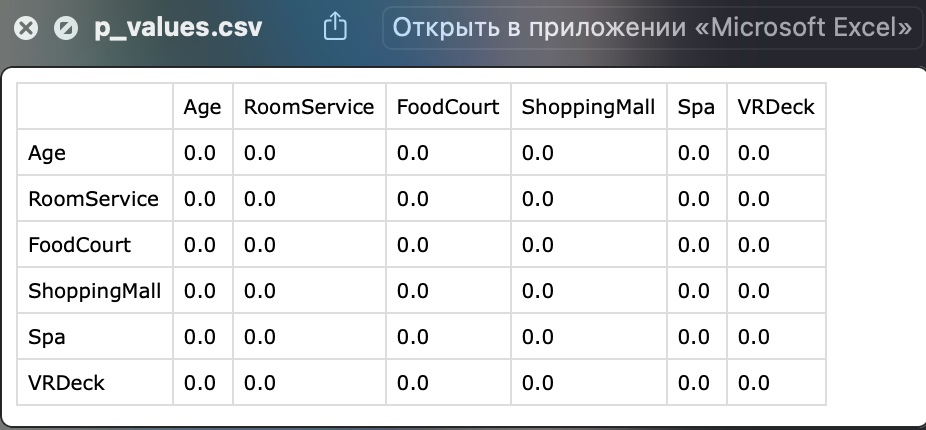 p_values.csv Открыть в приложении «Microsoft Excel»
Age RoomService FoodCourt ShoppingMall Spa VRDeck
Age 0.0 0.0 0.0 0.0 0.0 0.0
RoomService 0.0 0.0 0.0 0.0 0.0 0.0
FoodCourt 0.0 0.0 0.0 0.0 0.0 0.0
ShoppingMall 0.0 0.0 0.0 0.0 0.0 0.0
Spa 0.0 0.0 0.0 0.0 0.0 0.0
VRDeck 0.0 0.0 0.0 0.0 0.0 0.0